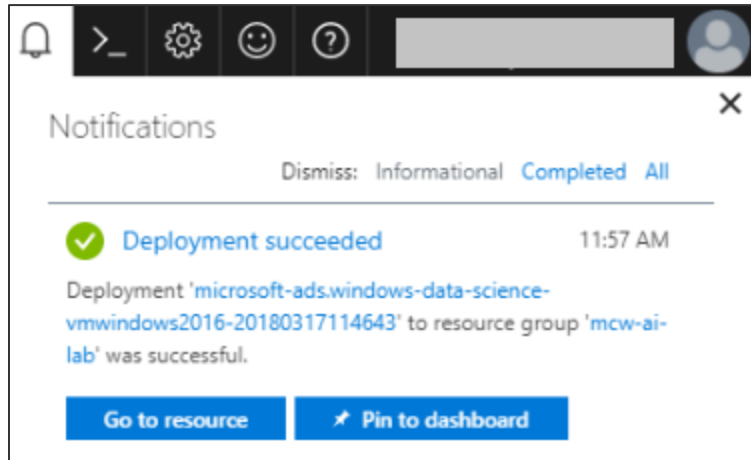 Notifications
Dismiss: Informational Completed All
Deployment succeeded 11:57 AM
Deployment 'microsoft-ads.windows-data-science-
vmwindows2016-20180317114643' to resource group 'mcw-ai-
lab' was successful.
Go to resource Pin to dashboard